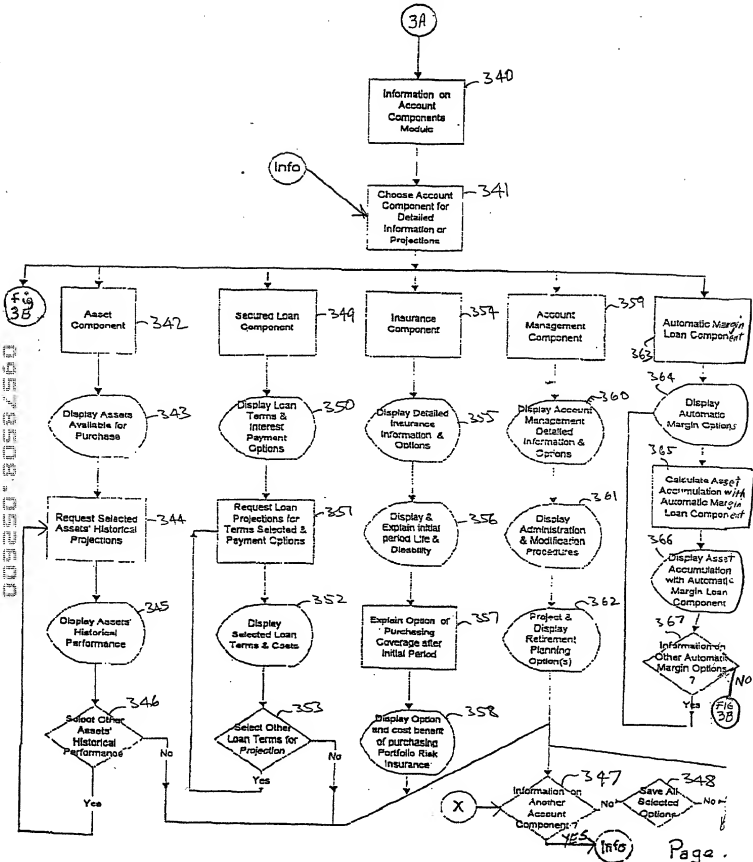 3A
340
Information on
Account
Components
Module
Info
Choose Account
Component for
Detailed
Information or
Projections
341
Fig
3B
Asset
Component
342
Secured Loan
Component
349
Insurance
Component
354
Account
Management
Component
359
Automatic Margin
Loan Component
363
Display Assets
Available for
Purchase
343
Display Loan
Terms &
Interest
Payment
Options
350
Display Detailed
Insurance
Information &
Options
355
Display Account
Management
Detailed
Information &
Options
360
364
Display
Automatic
Margin Options
Request Selected
Assets' Historical
Projections
344
Request Loan
Projections for
Terms Selected &
Payment Options
351
Display &
Explain Initial
period Life &
Disability
356
Display
Administration
& Modification
Procedures
361
365
Calculate Asset
Accumulation with
Automatic Margin
Loan Component
Display Assets'
Historical
Performance
345
Display
Selected Loan
Terms & Costs
352
Explain Option of
Purchasing
Coverage after
Initial Period
357
Project &
Display
Retirement
Planning
Option(s)
362
366
Display Asset
Accumulation
with Automatic
Margin Loan
Component
Select Other
Assets'
Historical
Performance
346
No
Yes
Select Other
Loan Terms for
Projection
353
No
Yes
Display Option
and cost benefit
of purchasing
Portfolio Risk
Insurance
358
367
Information on
Other Automatic
Margin Options
?
NO
Yes
FIG
3B
X
Information on
Another
Account
Component ?
347
No
YES
Info
Save All
Selected
Options
348
No
Page.
09578508.052600